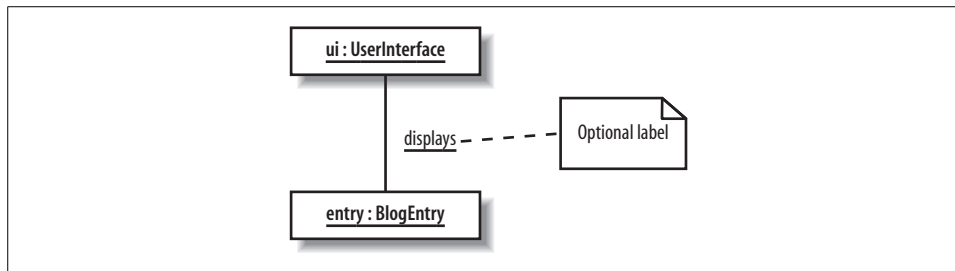 ui : UserInterface
displays
Optional label
entry : BlogEntry